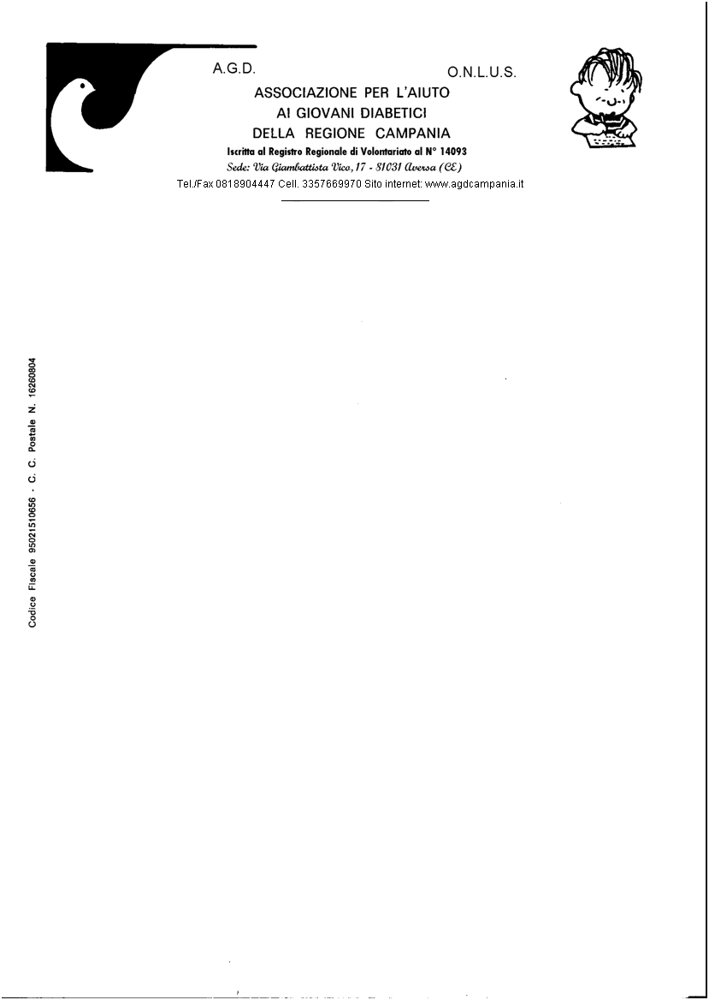 A.G.D. O.N.L.U.S.
ASSOCIAZIONE PER L'AIUTO
AI GIOVANI DIABETICI
DELLA REGIONE CAMPANIA
Iscritta al Registro Regionale di Volontariato al N° 14093
Sede: Via Giambattista Vico, 17 - 81031 Aversa (CE)
Tel./Fax 0818904447 Cell. 3357669970 Sito internet: www.agdcampania.it
Codice Fiscale 95021510656 - C. C. Postale N. 16260804